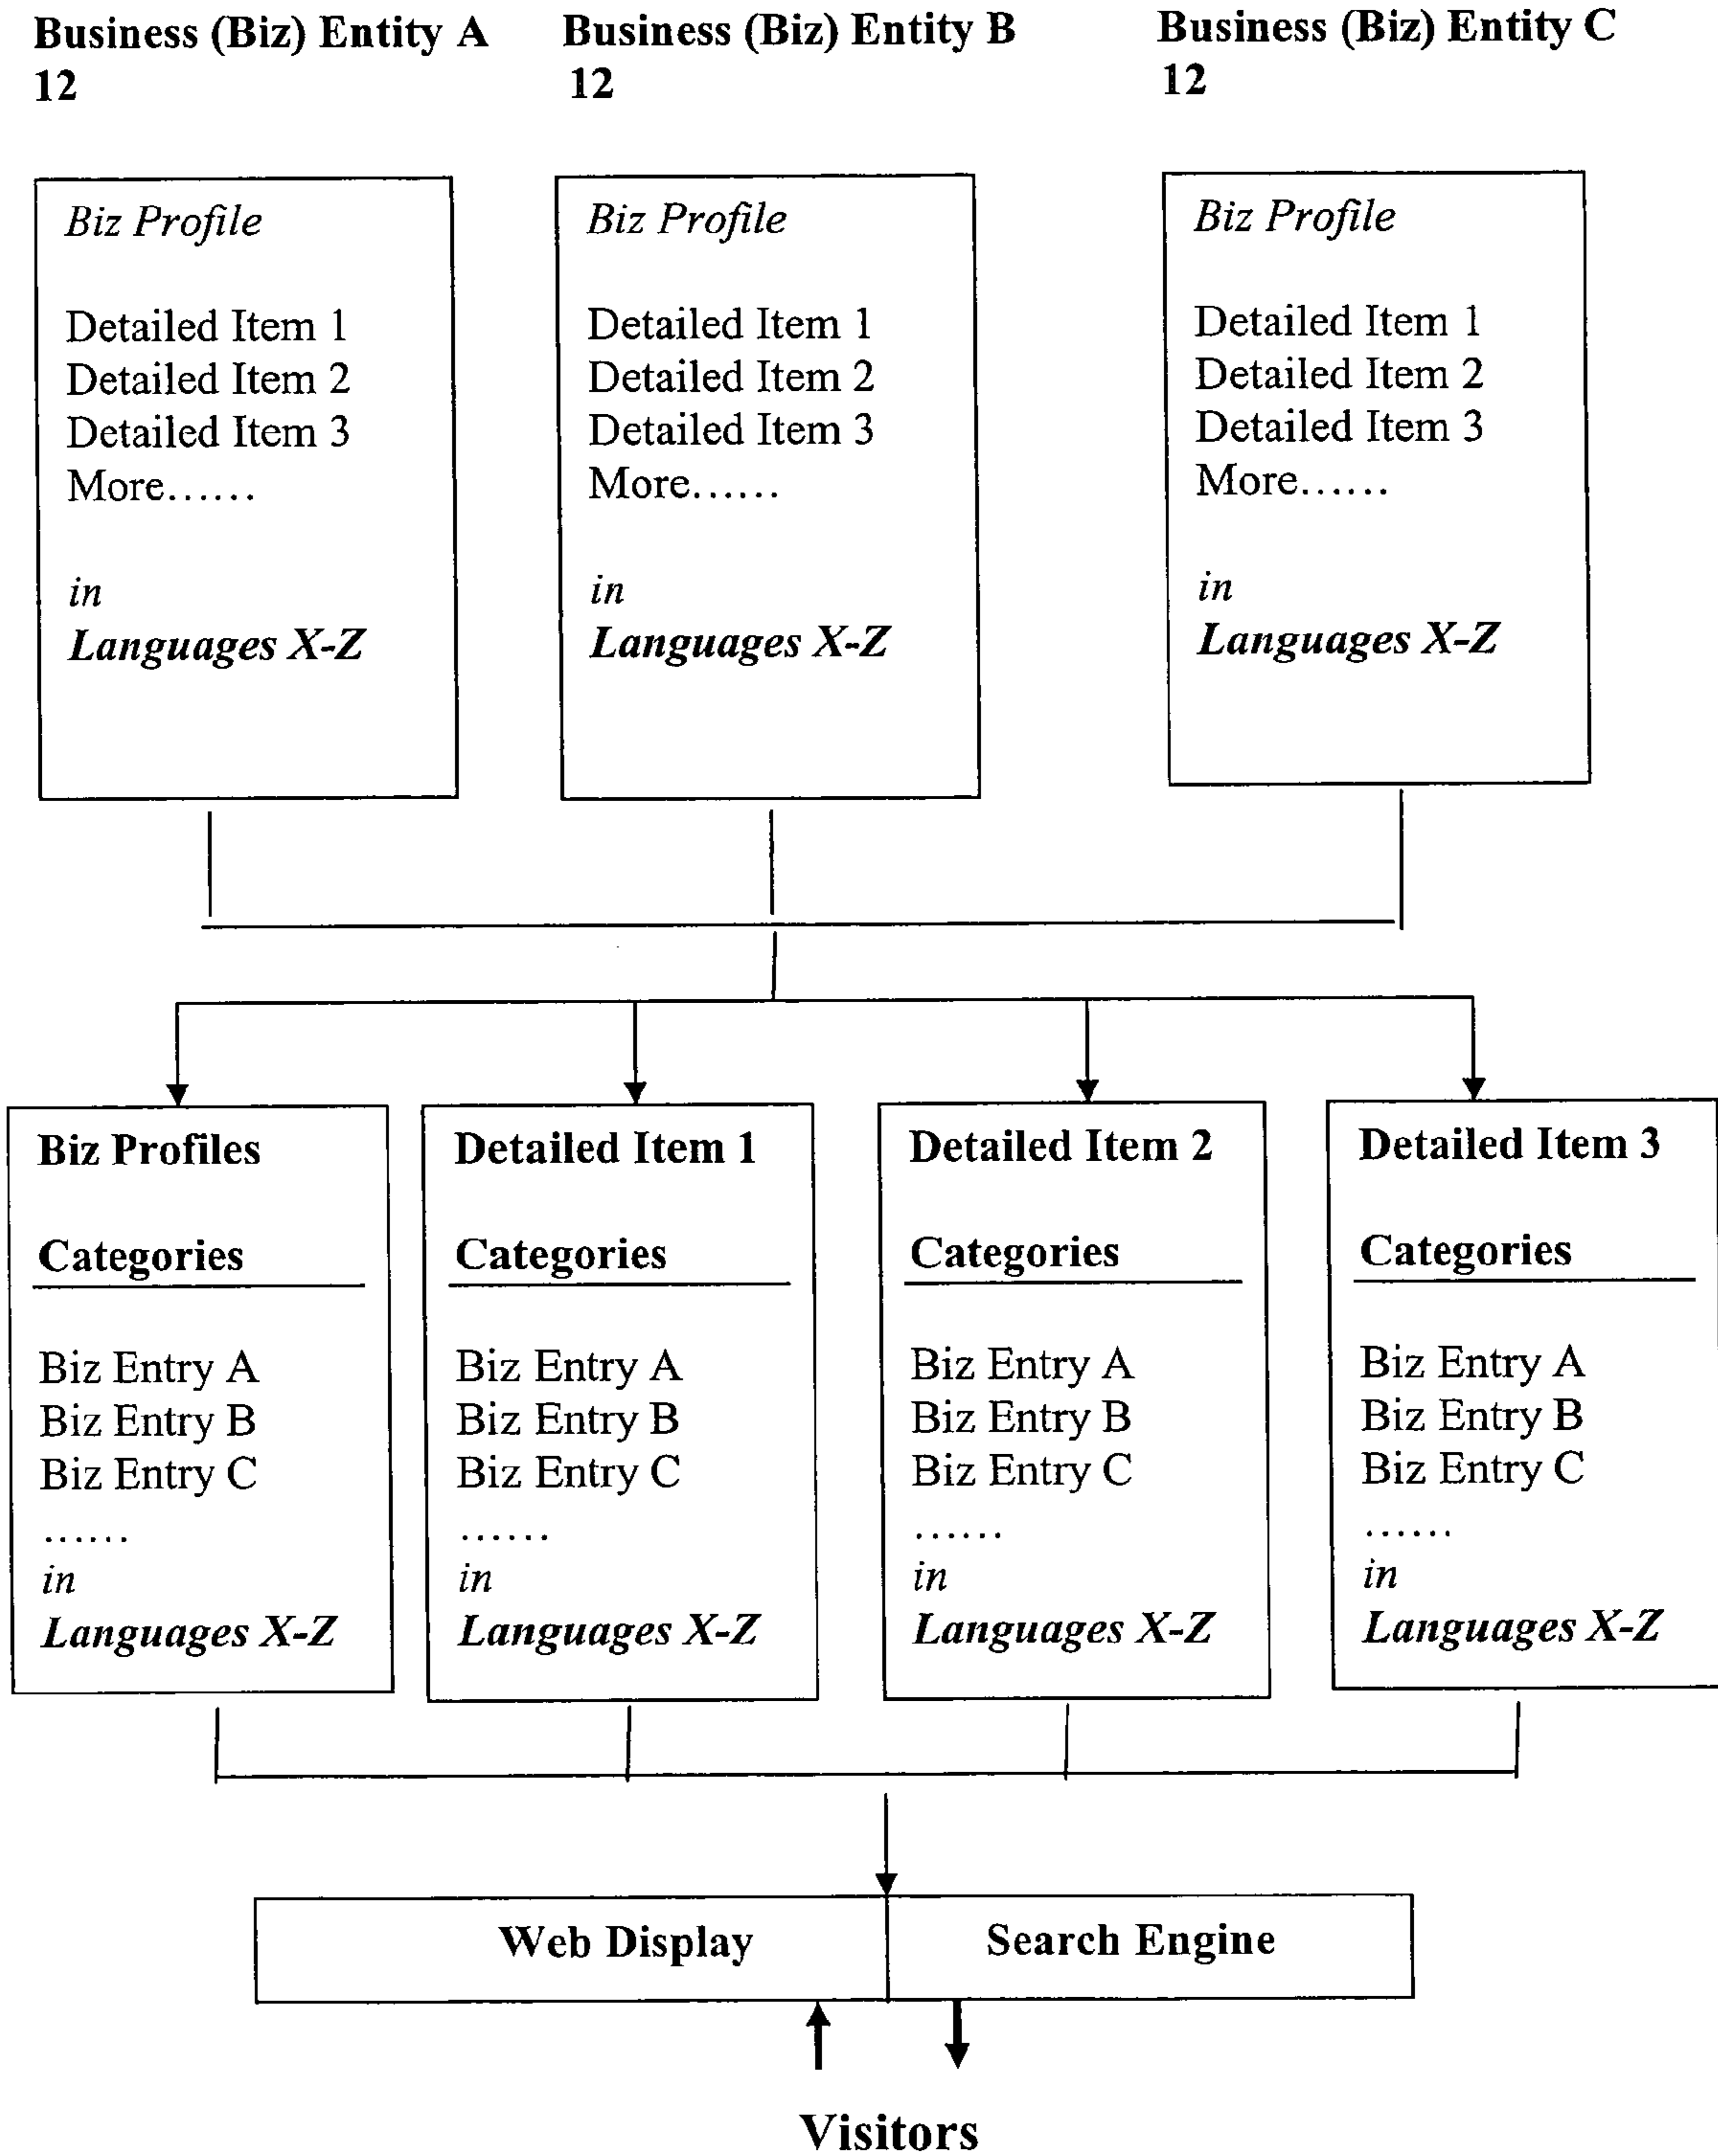 Business (Biz) Entity A
12
Business (Biz) Entity B
12
Business (Biz) Entity C
12
Biz Profile
Detailed Item 1
Detailed Item 2
Detailed Item 3
More......
in
Languages X-Z
Biz Profile
Detailed Item 1
Detailed Item 2
Detailed Item 3
More......
in
Languages X-Z
Biz Profile
Detailed Item 1
Detailed Item 2
Detailed Item 3
More......
in
Languages X-Z
Biz Profiles
Categories
Biz Entry A
Biz Entry B
Biz Entry C
......
in
Languages X-Z
Detailed Item 1
Categories
Biz Entry A
Biz Entry B
Biz Entry C
......
in
Languages X-Z
Detailed Item 2
Categories
Biz Entry A
Biz Entry B
Biz Entry C
......
in
Languages X-Z
Detailed Item 3
Categories
Biz Entry A
Biz Entry B
Biz Entry C
......
in
Languages X-Z
Web Display
Search Engine
Visitors